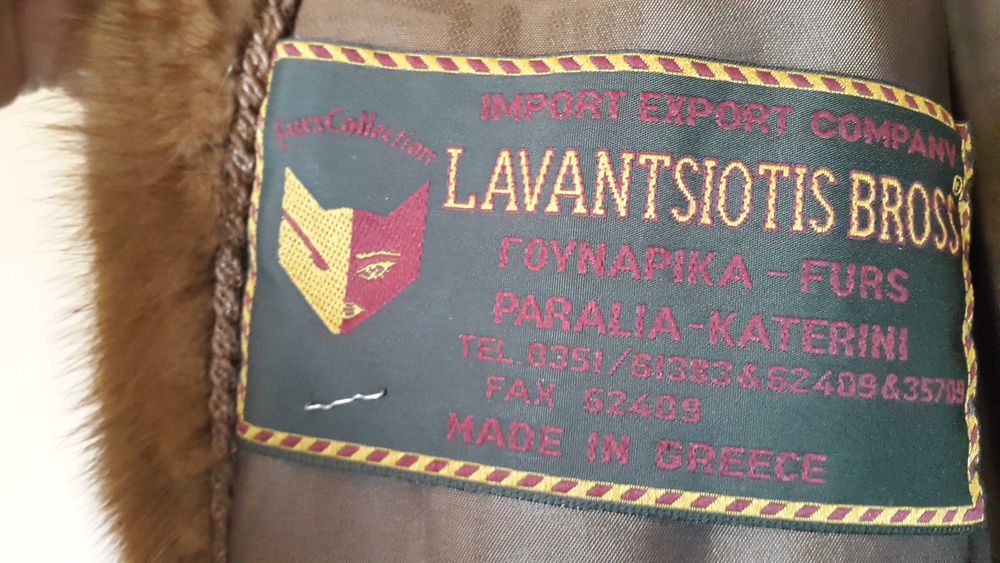 FursCollection
IMPORT EXPORT COMPANY
LAVANTSIOTIS BROSS®
ΓΟΥΝΑΡΙΚΑ - FURS
PARALIA-KATERINI
TEL. 0351/61383&62409&35709
FAX 62409
MADE IN GREECE